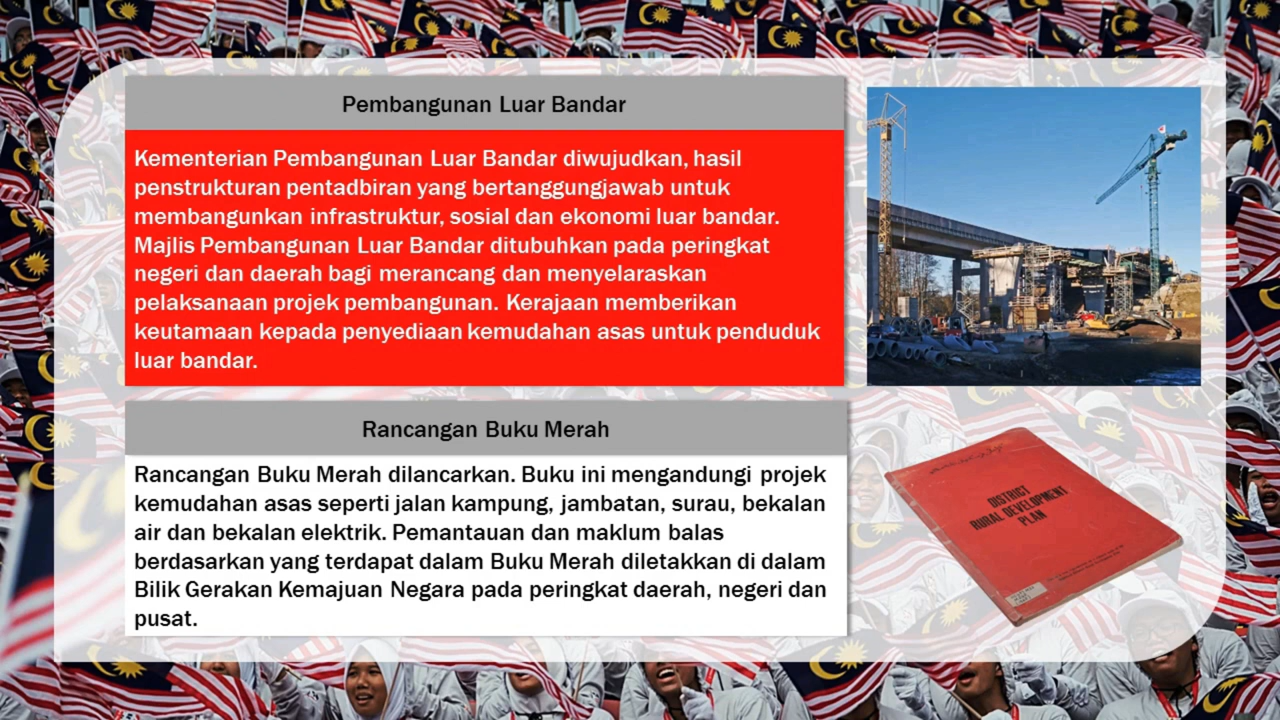 Pembangunan Luar Bandar
Kementerian Pembangunan Luar Bandar diwujudkan, hasil
penstrukturan pentadbiran yang bertanggungjawab untuk
membangunkan infrastruktur, sosial dan ekonomi luar bandar.
Majlis Pembangunan Luar Bandar ditubuhkan pada peringkat
negeri dan daerah bagi merancang dan menyelaraskan
pelaksanaan projek pembangunan. Kerajaan memberikan
keutamaan kepada penyediaan kemudahan asas untuk penduduk
luar bandar.
Rancangan Buku Merah
Rancangan Buku Merah dilancarkan. Buku ini mengandungi projek
kemudahan asas seperti jalan kampung, jambatan, surau, bekalan
air dan bekalan elektrik. Pemantauan dan maklum balas
berdasarkan yang terdapat dalam Buku Merah diletakkan di dalam
Bilik Gerakan Kemajuan Negara pada peringkat daerah, negeri dan
pusat.
DISTRICT
RURAL DEVELOPMENT
PLAN